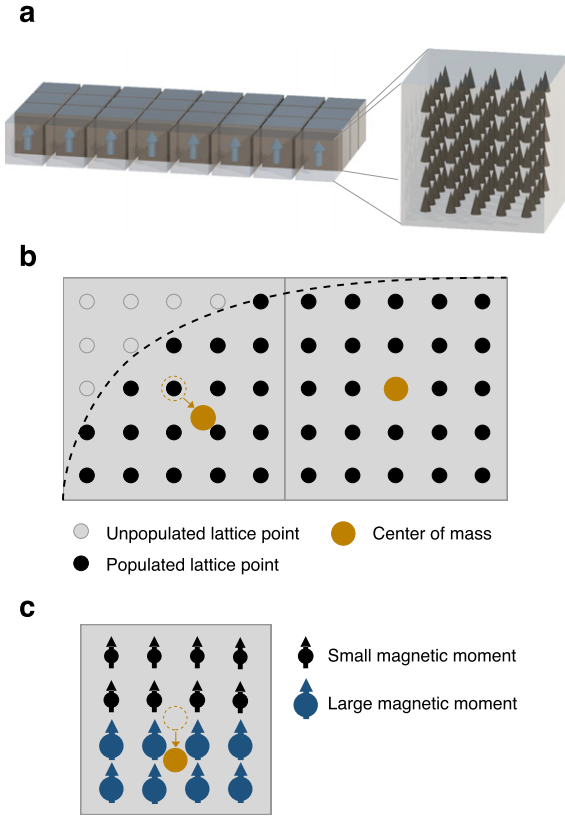 a
b
Unpopulated lattice point
Center of mass
Populated lattice point
c
Small magnetic moment
Large magnetic moment